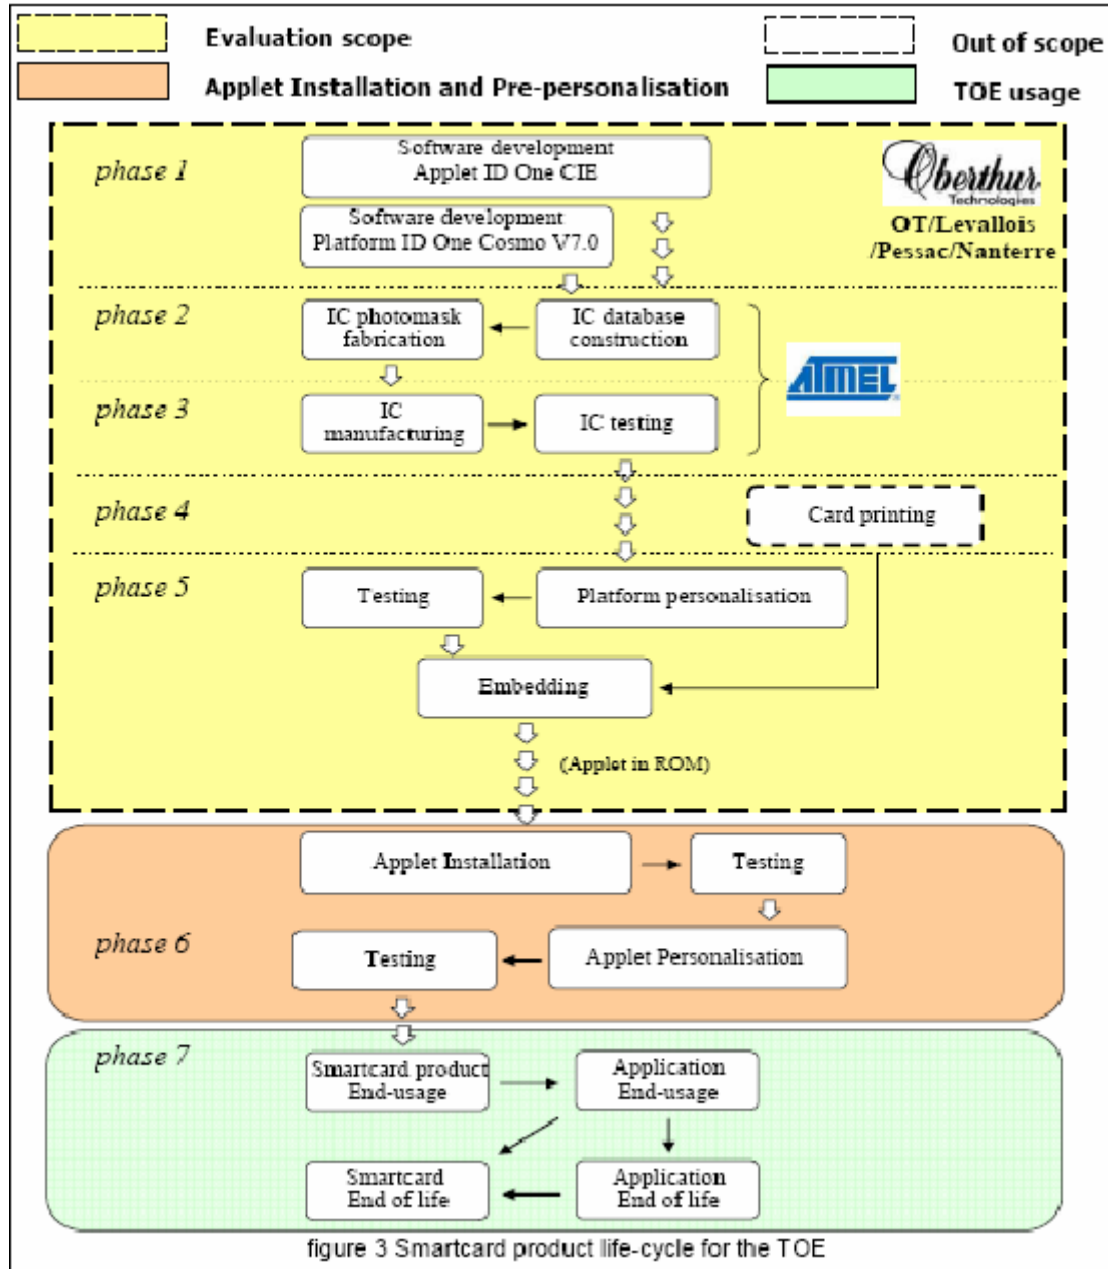 Evaluation scope
Out of scope
Applet Installation and Pre-personalisation
TOE usage
phase 1
Software development
Applet ID One CIE
Software development
Platform ID One Cosmo V7.0
Oberthur
Technologies
OT/Levallois
/Pessac/Nanterre
phase 2
IC photomask
fabrication
IC database
construction
ATMEL
®
phase 3
IC
manufacturing
IC testing
phase 4
Card printing
phase 5
Testing
Platform personalisation
Embedding
(Applet in ROM)
Applet Installation
Testing
phase 6
Testing
Applet Personalisation
phase 7
Smartcard product
End-usage
Application
End-usage
Smartcard
End of life
Application
End of life
figure 3 Smartcard product life-cycle for the TOE